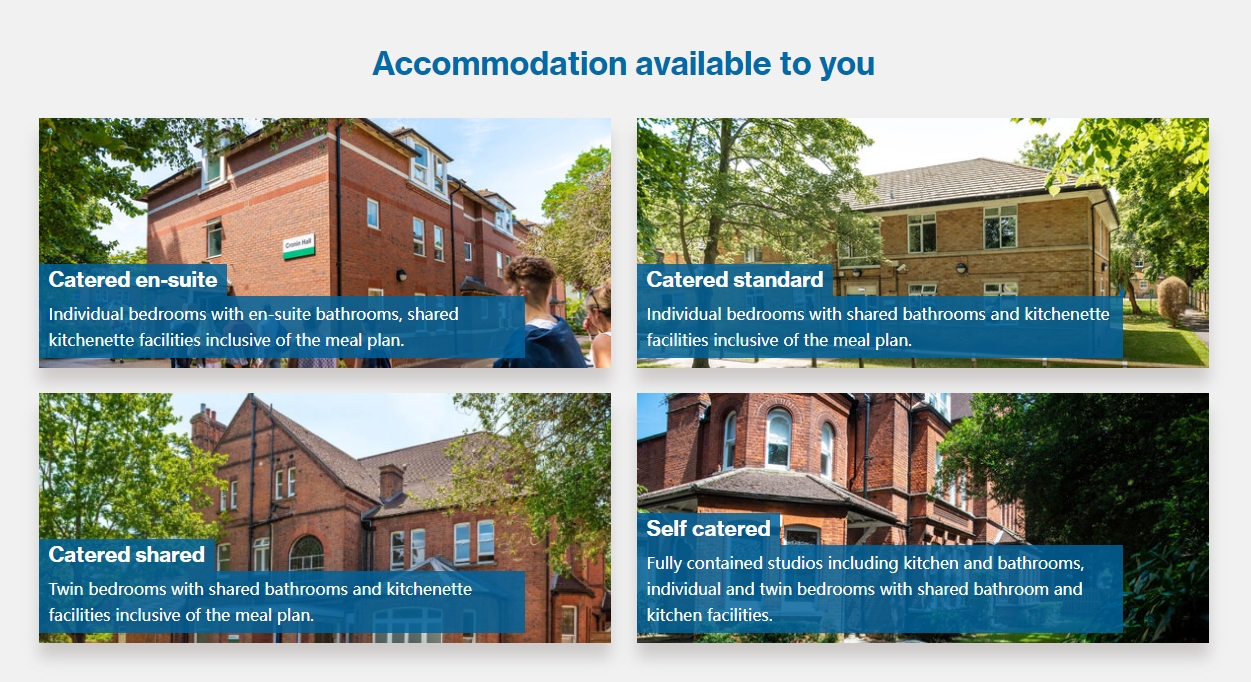 Accommodation available to you
Cronin Hall
Catered en-suite
Individual bedrooms with en-suite bathrooms, shared
kitchenette facilities inclusive of the meal plan.
Catered standard
Individual bedrooms with shared bathrooms and kitchenette
facilities inclusive of the meal plan.
Catered shared
Twin bedrooms with shared bathrooms and kitchenette
facilities inclusive of the meal plan.
Self catered
Fully contained studios including kitchen and bathrooms,
individual and twin bedrooms with shared bathroom and
kitchen facilities.